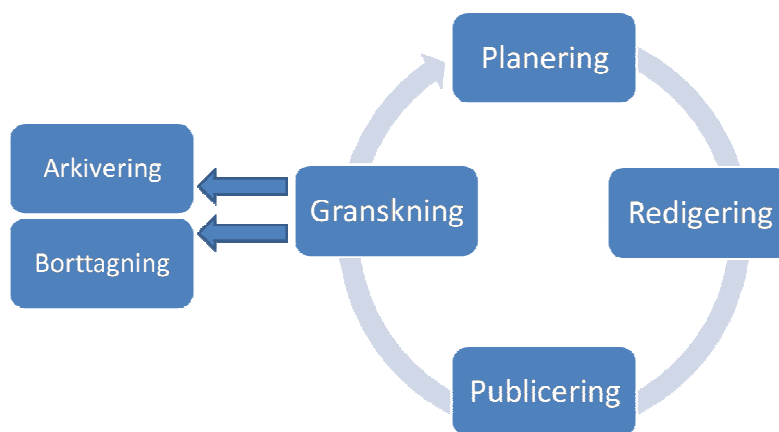 Planering
Arkivering
Granskning
Redigering
Borttagning
Publicering